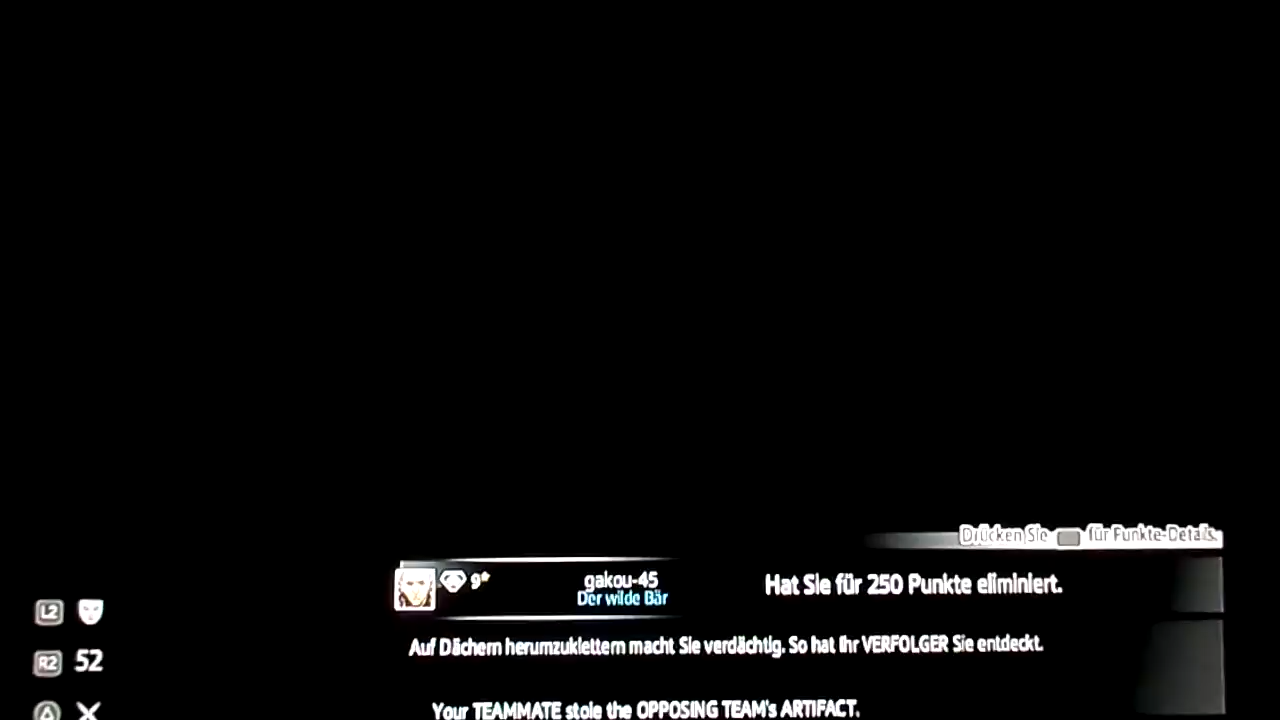 Drücken Sie für Punkte-Details.
9*
gakou-45
Der wilde Bär
Hat Sie für 250 Punkte eliminiert.
L2
Auf Dächern herumzuklettern macht Sie verdächtig. So hat Ihr VERFOLGER Sie entdeckt.
R2 52
Your TEAMMATE stole the OPPOSING TEAM's ARTIFACT.